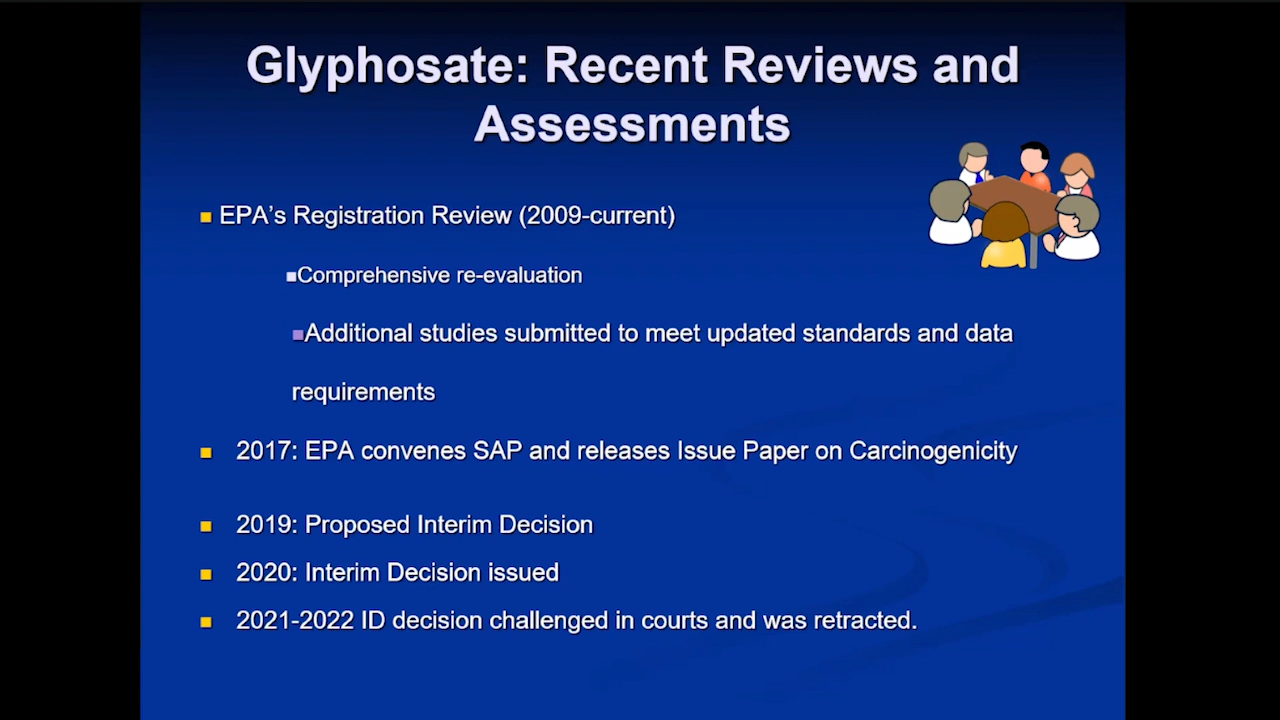 Glyphosate: Recent Reviews and
Assessments
EPA’s Registration Review (2009-current)
Comprehensive re-evaluation
Additional studies submitted to meet updated standards and data
requirements
2017: EPA convenes SAP and releases Issue Paper on Carcinogenicity
2019: Proposed Interim Decision
2020: Interim Decision issued
2021-2022 ID decision challenged in courts and was retracted.